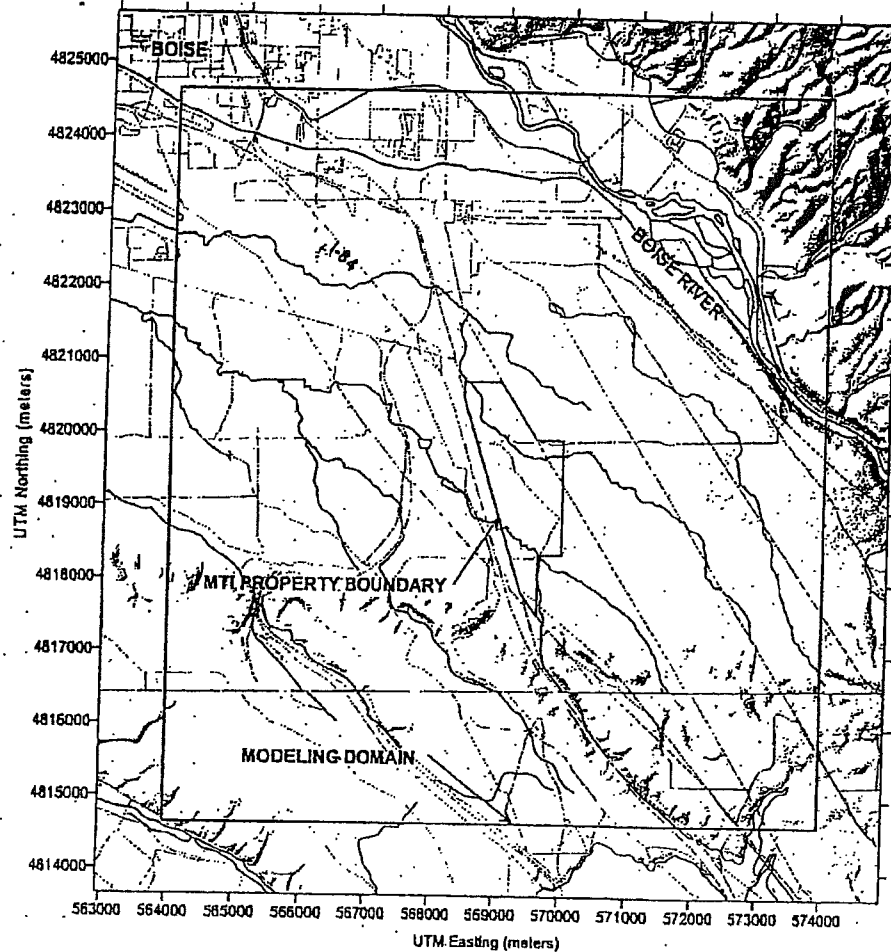 4825000
BOISE
4824000
4823000
4822000
I-84
BOISE RIVER
4821000
4820000
4819000
4818000
MTI PROPERTY BOUNDARY
4817000
4816000
MODELING DOMAIN
4815000
4814000
UTM Northing (meters)
563000 564000 565000 566000 567000 568000 569000 570000 571000 572000 573000 574000
UTM Easting (meters)